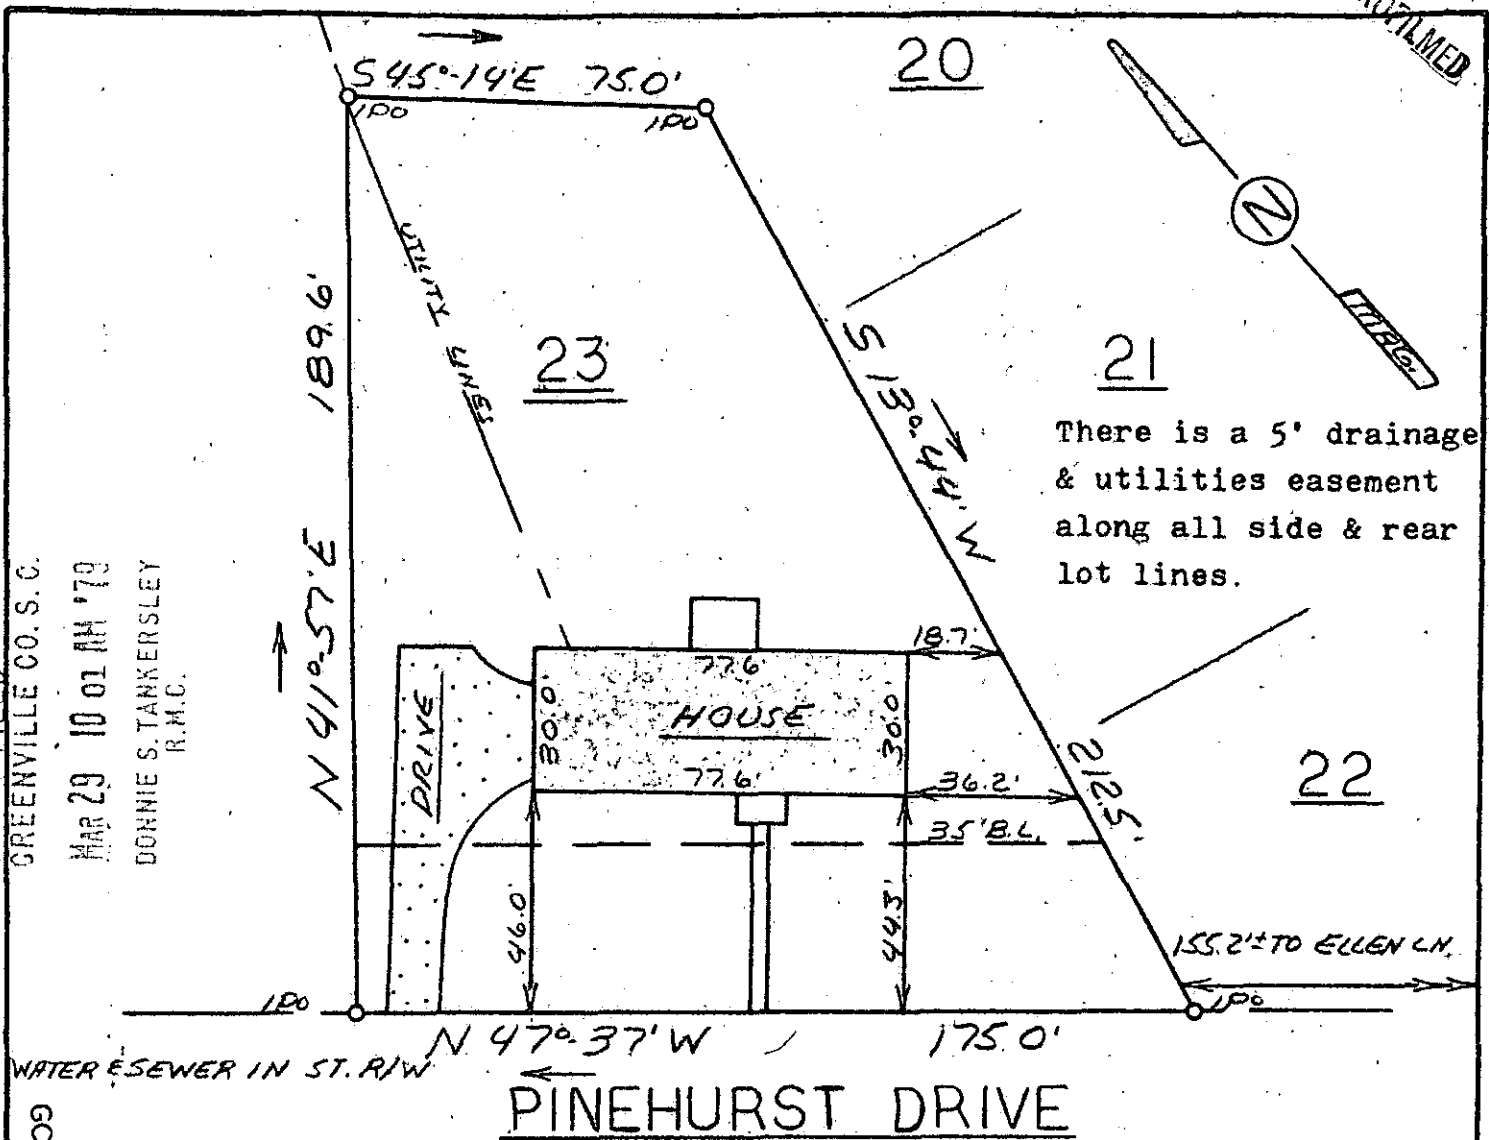 S 45°-14'E 75.0'
20
IPO
IPO
N
MAG.
189.6'
UTILITY LINES
23
S 13°-44' W
21
There is a 5' drainage
& utilities easement
along all side & rear
lot lines.
GREENVILLE CO. S. C.
MAR 29 10 01 AM '79
DONNIE S. TANKERSLEY
R.M.C.
N 41°-57' E
18.7'
77.6
DRIVE
30.0'
HOUSE
30.0
77.6'
36.2'
212.5'
22
35' B.L.
46.0'
44.3'
155.2'± TO ELLEN LN.
IPO
IPO
N 47°-37' W 175.0'
WATER & SEWER IN ST. R/W
PINEHURST DRIVE